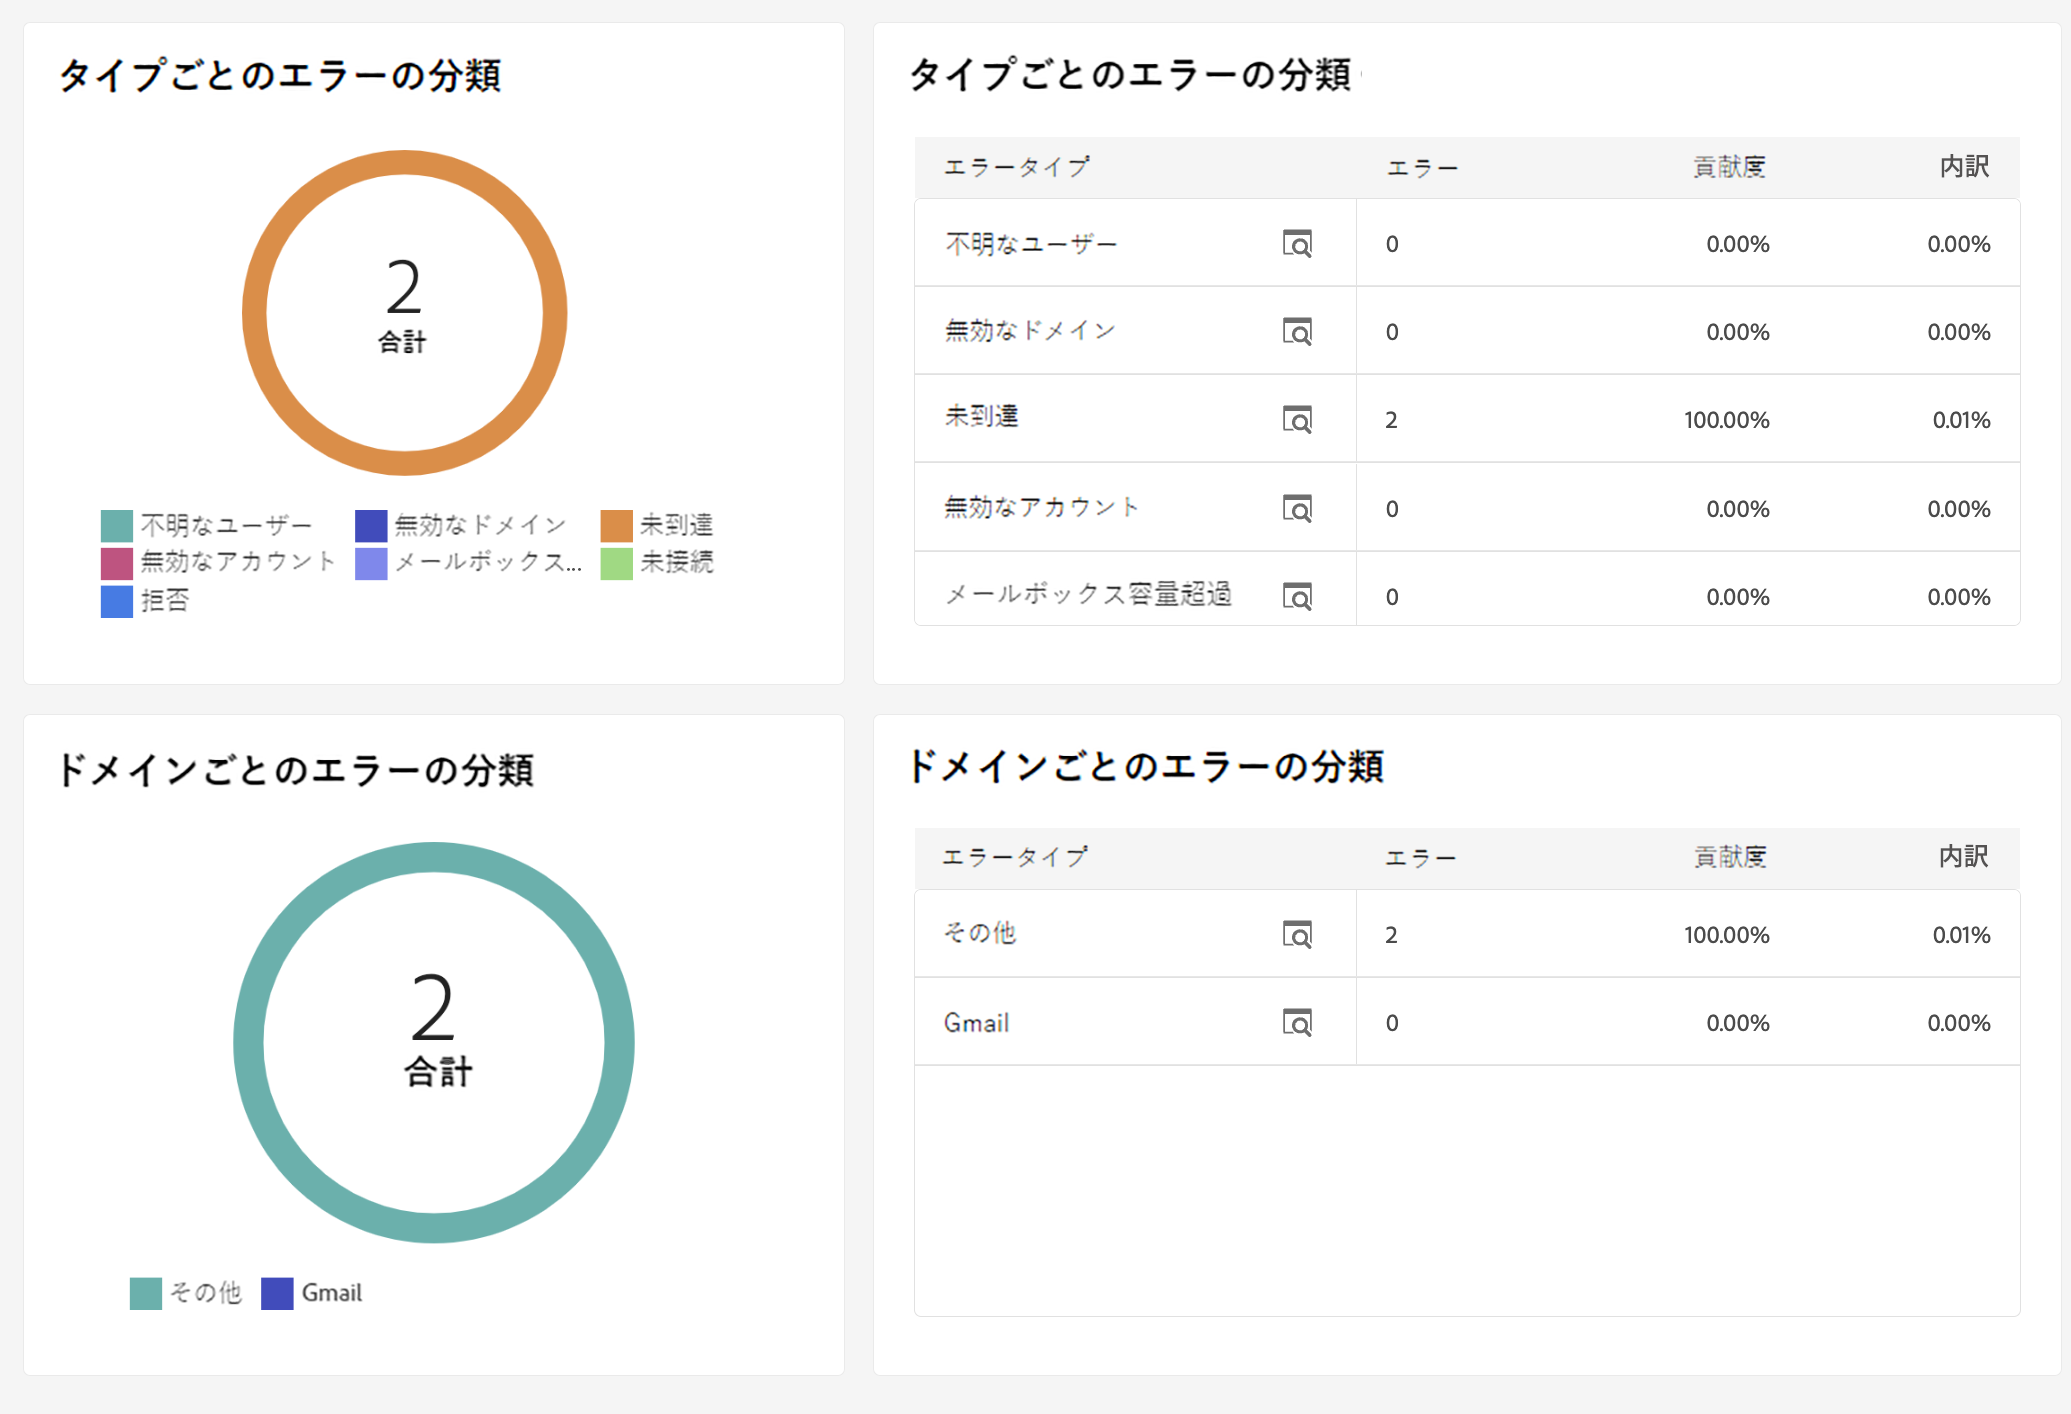 タイプごとのエラーの分類
2
合計
不明なユーザー 無効なドメイン 未到達
無効なアカウント メールボックス... 未接続
拒否
タイプごとのエラーの分類
エラータイプ エラー 貢献度 内訳
不明なユーザー 0 0.00% 0.00%
無効なドメイン 0 0.00% 0.00%
未到達 2 100.00% 0.01%
無効なアカウント 0 0.00% 0.00%
メールボックス容量超過 0 0.00% 0.00%
ドメインごとのエラーの分類
2
合計
その他 Gmail
ドメインごとのエラーの分類
エラータイプ エラー 貢献度 内訳
その他 2 100.00% 0.01%
Gmail 0 0.00% 0.00%